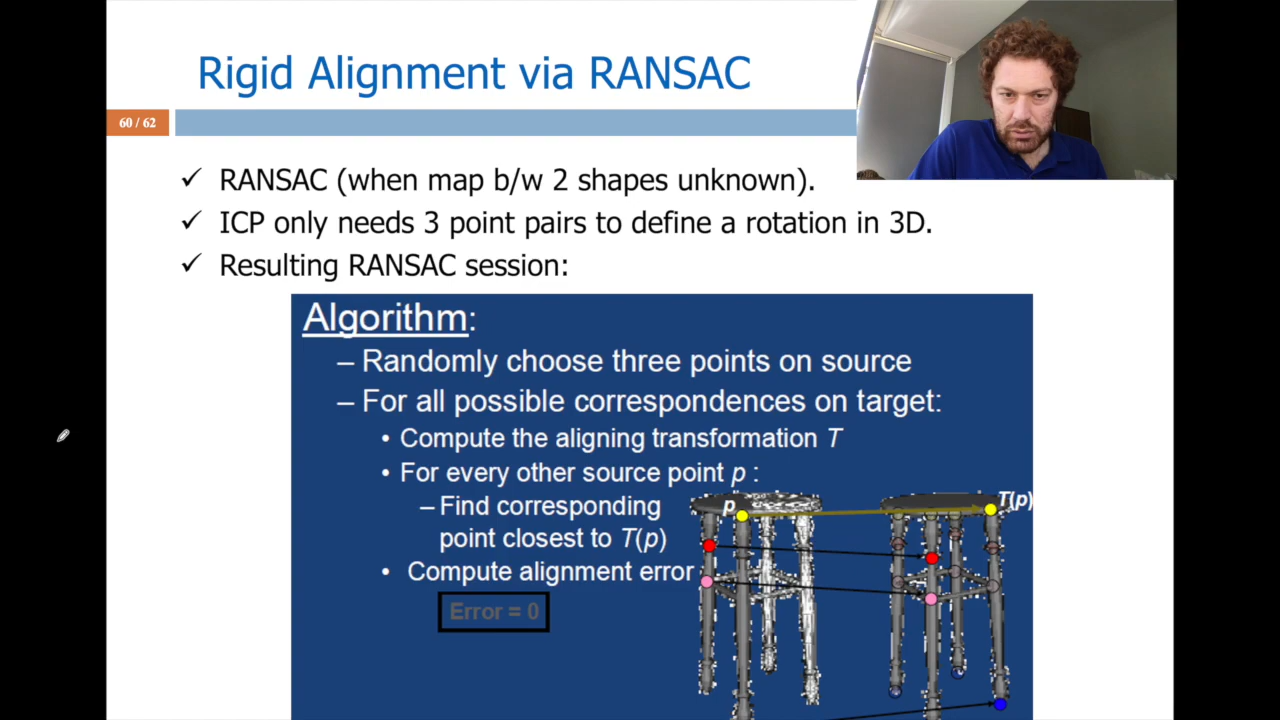 Rigid Alignment via RANSAC
60 / 62
✓ RANSAC (when map b/w 2 shapes unknown).
✓ ICP only needs 3 point pairs to define a rotation in 3D.
✓ Resulting RANSAC session:
Algorithm:
– Randomly choose three points on source
– For all possible correspondences on target:
• Compute the aligning transformation T
• For every other source point p :
– Find corresponding
point closest to T(p)
• Compute alignment error
Error = 0
p
T(p)